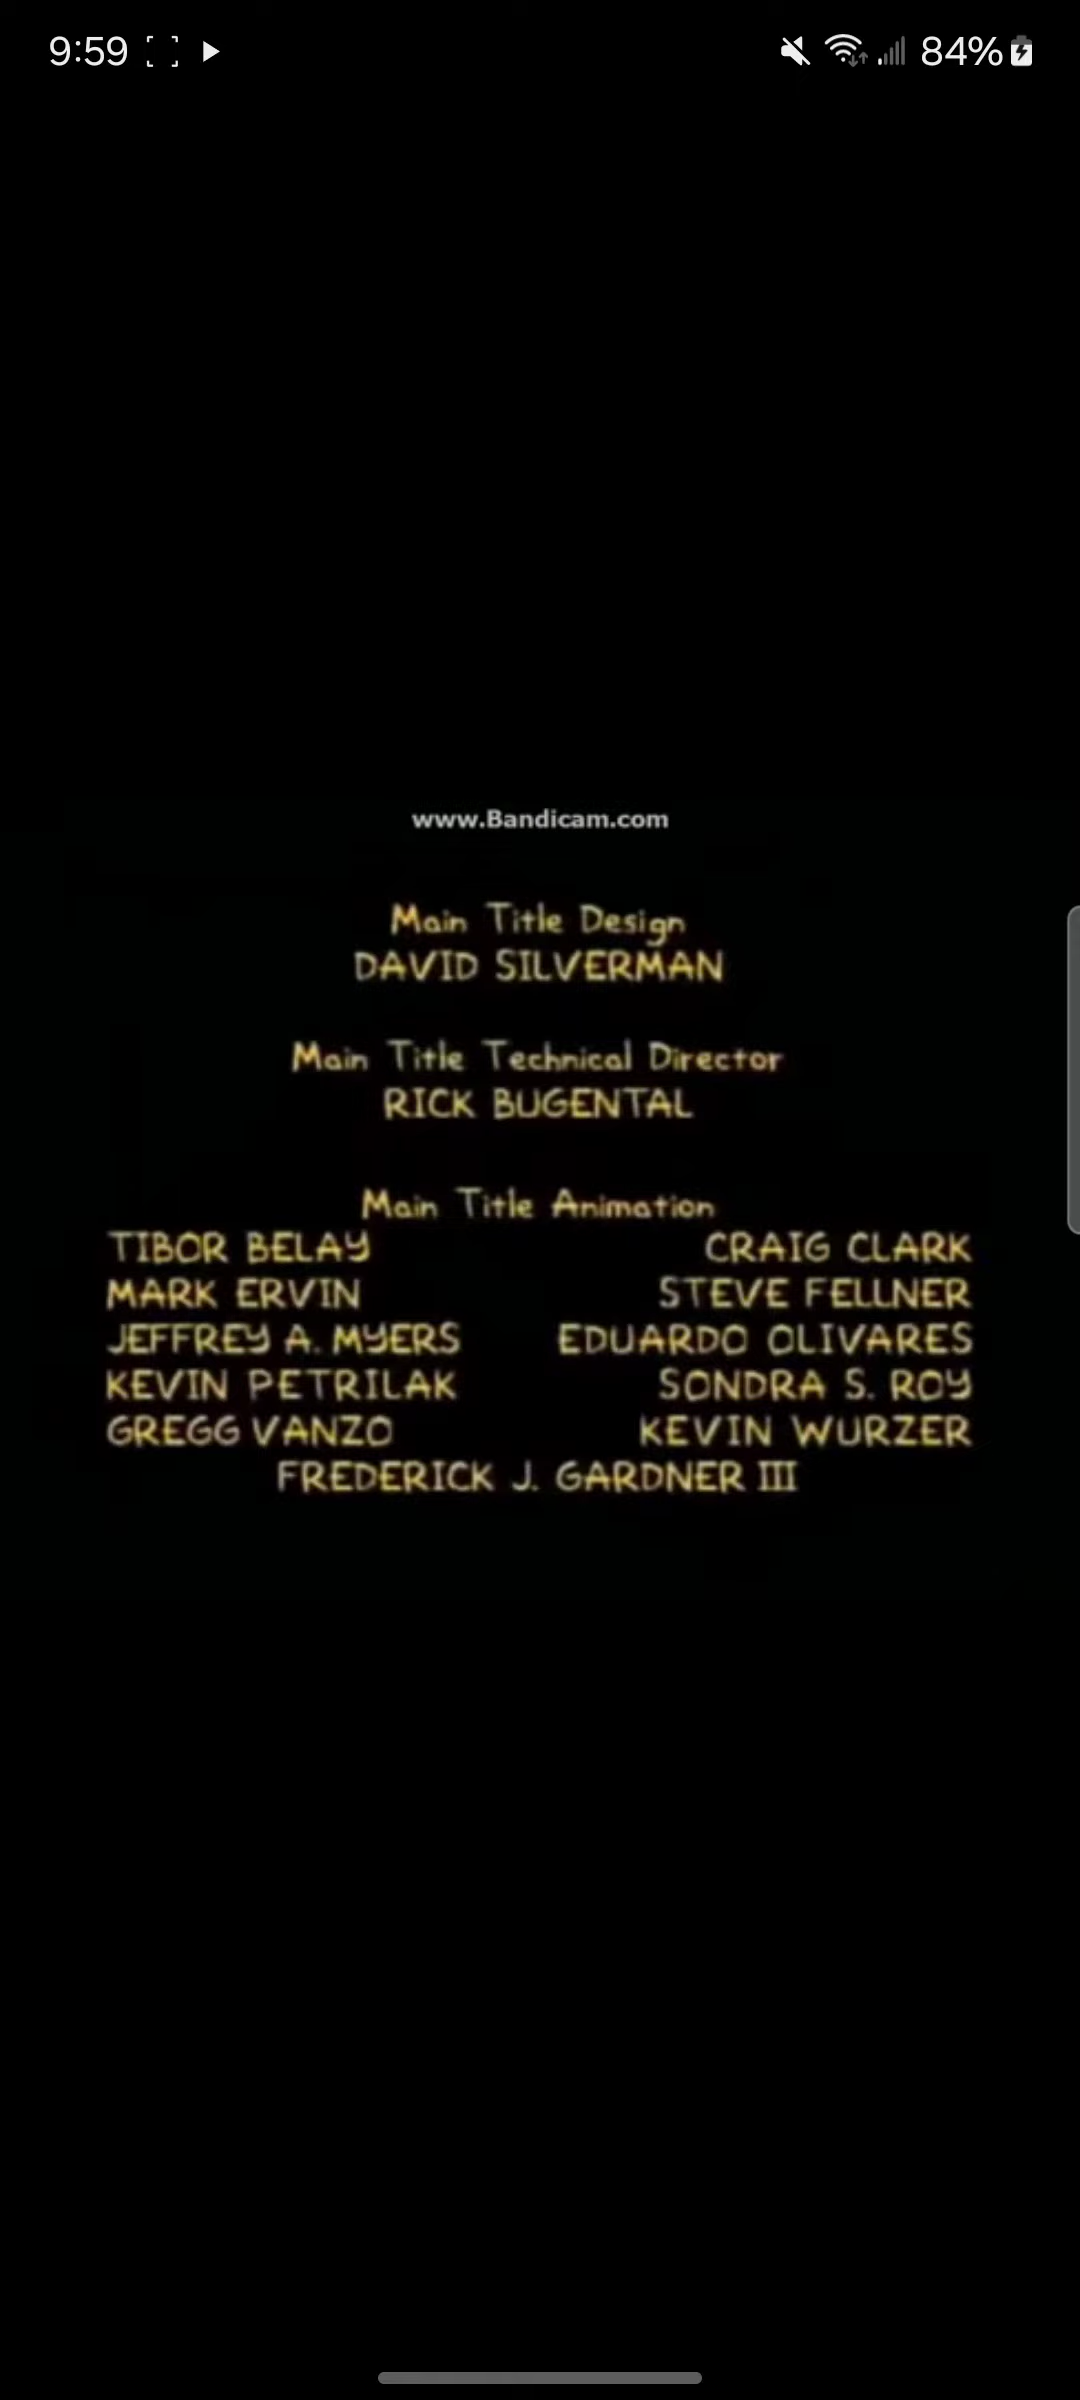 9:59
84%
www.Bandicam.com
Main Title Design
DAVID SILVERMAN
Main Title Technical Director
RICK BUGENTAL
Main Title Animation
TIBOR BELAY CRAIG CLARK
MARK ERVIN STEVE FELLNER
JEFFREY A. MYERS EDUARDO OLIVARES
KEVIN PETRILAK SONDRA S. ROY
GREGG VANZO KEVIN WURZER
FREDERICK J. GARDNER III